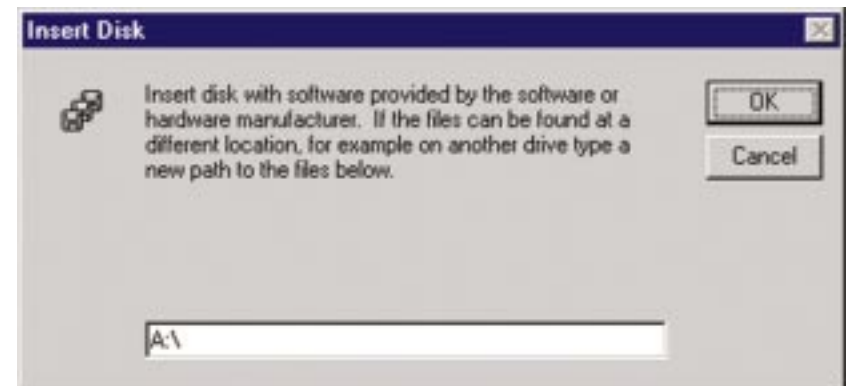 Insert Disk
Insert disk with software provided by the software or
hardware manufacturer. If the files can be found at a
different location, for example on another drive type a
new path to the files below.
OK
Cancel
A:\